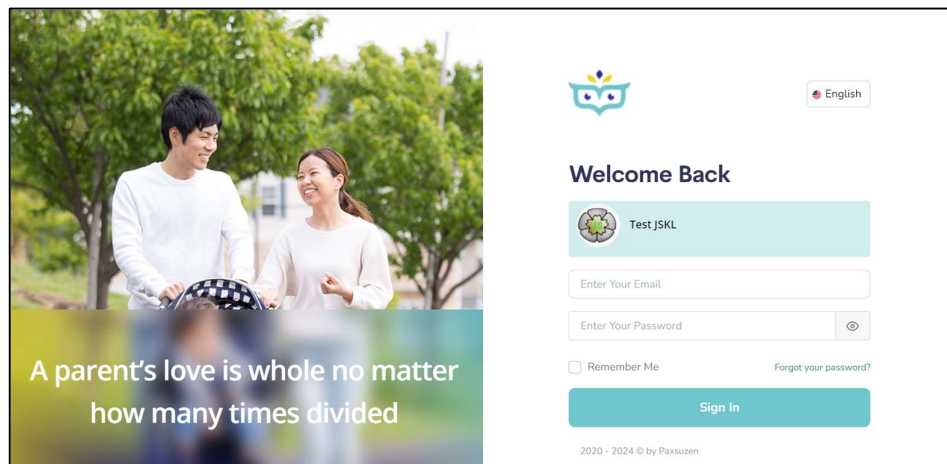 English
Welcome Back
Test JSKL
Enter Your Email
Enter Your Password
Remember Me
Forgot your password?
Sign In
A parent's love is whole no matter
how many times divided
2020 - 2024 © by Paxsuzen